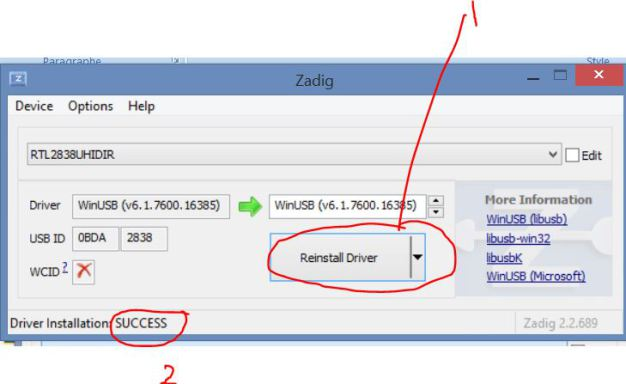 1
Paragraphe
Style
Zadig
Device Options Help
RTL2838UHIDIR
Edit
Driver WinUSB (v6.1.7600.16385) WinUSB (v6.1.7600.16385)
More Information
WinUSB (libusb)
USB ID 0BDA 2838
libusb-win32
Reinstall Driver
libusbK
WCID ?
WinUSB (Microsoft)
Driver Installation: SUCCESS
Zadig 2.2.689
2